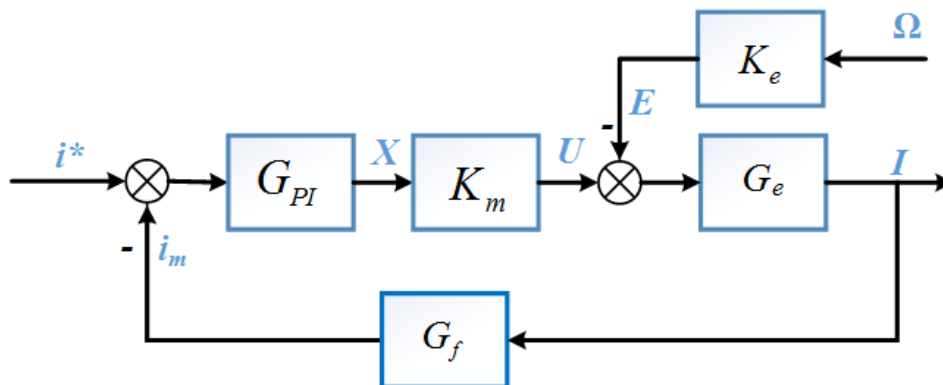 Ω
K_e
E
-
i*
X
U
I
G_PI
K_m
G_e
-
i_m
G_f